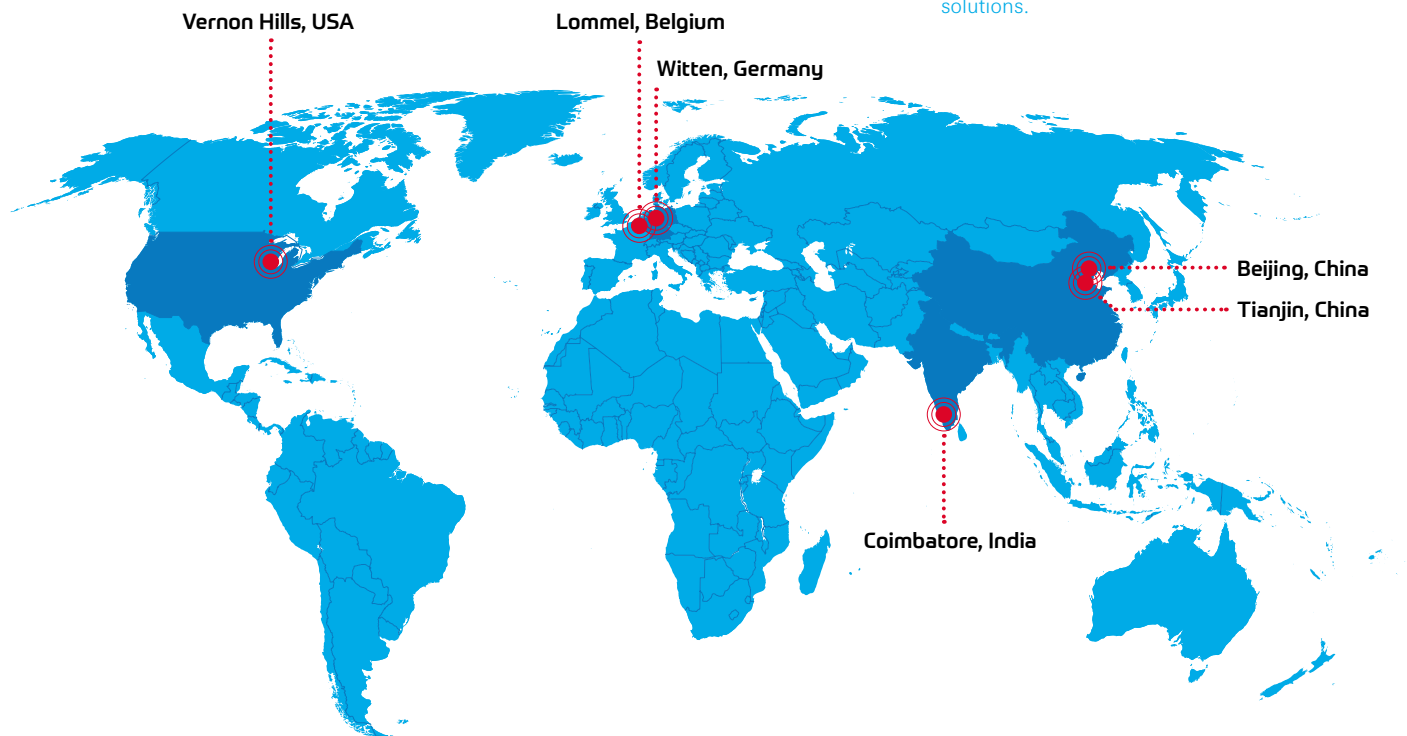 solutions.
Vernon Hills, USA
Lommel, Belgium
Witten, Germany
Beijing, China
Tianjin, China
Coimbatore, India